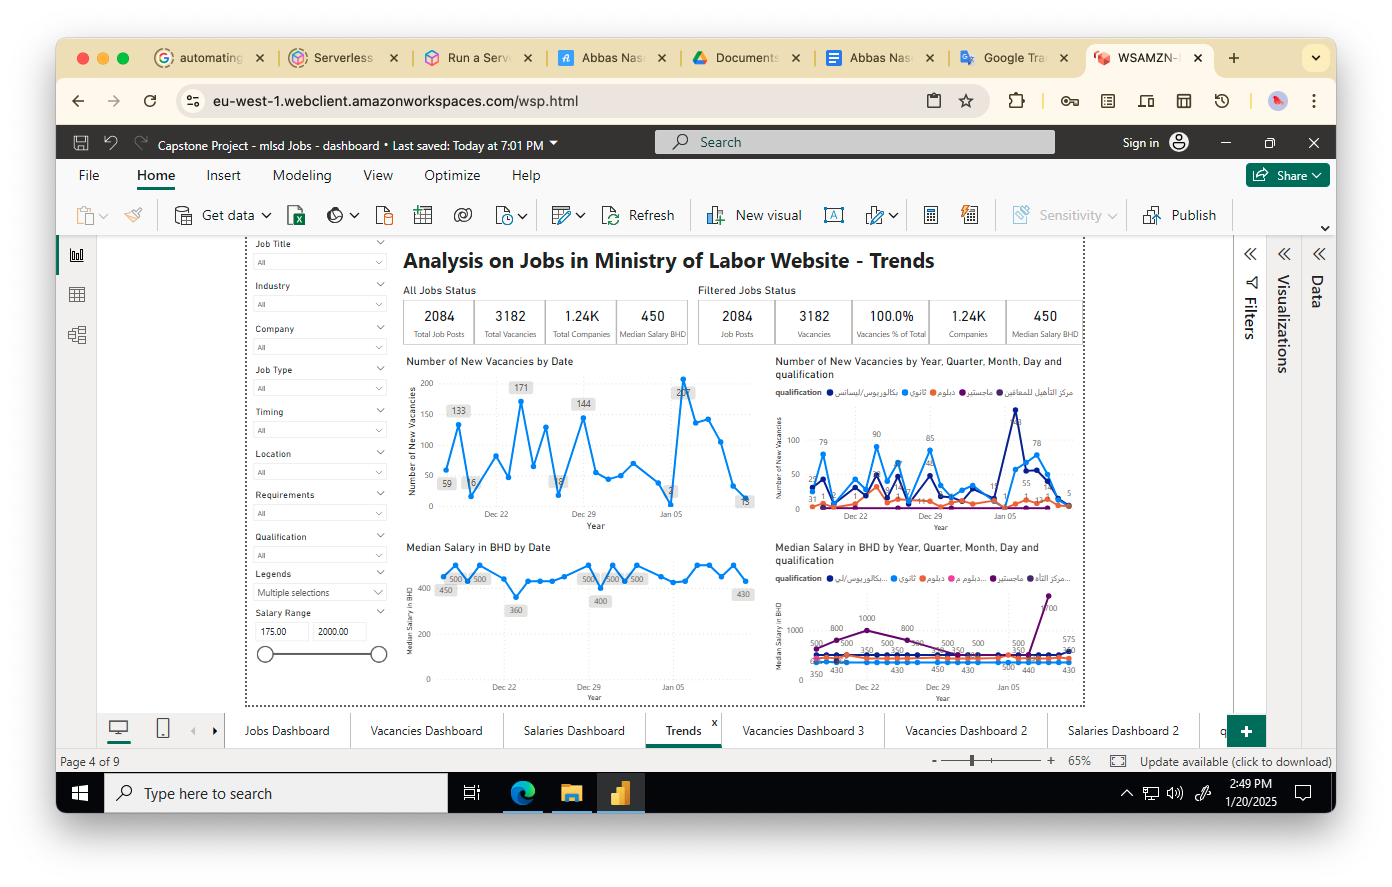 automating
Serverless
Run a Serv
Abbas Nas
Documents
Abbas Nas
Google Tra
WSAMZN-
eu-west-1.webclient.amazonworkspaces.com/wsp.html
Capstone Project - mlsd Jobs - dashboard • Last saved: Today at 7:01 PM
Search
Sign in
File
Home
Insert
Modeling
View
Optimize
Help
Share
Get data
Refresh
New visual
Sensitivity
Publish
Job Title
All
Industry
All
Company
All
Job Type
All
Timing
All
Location
All
Requirements
All
Qualification
All
Legends
Multiple selections
Salary Range
175.00
2000.00
Analysis on Jobs in Ministry of Labor Website - Trends
All Jobs Status
2084
Total Job Posts
3182
Total Vacancies
1.24K
Total Companies
450
Median Salary BHD
Filtered Jobs Status
2084
Job Posts
3182
Vacancies
100.0%
Vacancies % of Total
1.24K
Companies
450
Median Salary BHD
Number of New Vacancies by Date
Number of New Vacancies
200
150
100
50
0
59
133
16
171
18
144
2
207
13
Dec 22
Dec 29
Jan 05
Year
Number of New Vacancies by Year, Quarter, Month, Day and
qualification
qualification
بكالوريوس/ليسانس
ثانوي
دبلوم
ماجستير
مركز التأهيل للمعاقين
Number of New Vacancies
100
50
0
79
90
85
48
78
55
31
5
Dec 22
Dec 29
Jan 05
Year
Median Salary in BHD by Date
Median Salary in BHD
400
200
0
450
500
500
360
500
400
500
500
430
Dec 22
Dec 29
Jan 05
Year
Median Salary in BHD by Year, Quarter, Month, Day and
qualification
qualification
بكالوريوس/لي...
ثانوي
دبلوم
دبلوم م...
ماجستير
مركز التأه...
Median Salary in BHD
1000
0
500
800
1000
800
1700
575
350
430
430
450
430
440
430
Dec 22
Dec 29
Jan 05
Year
Filters
Visualizations
Data
Jobs Dashboard
Vacancies Dashboard
Salaries Dashboard
Trends
x
Vacancies Dashboard 3
Vacancies Dashboard 2
Salaries Dashboard 2
q
Page 4 of 9
65%
Update available (click to download)
Type here to search
2:49 PM
1/20/2025